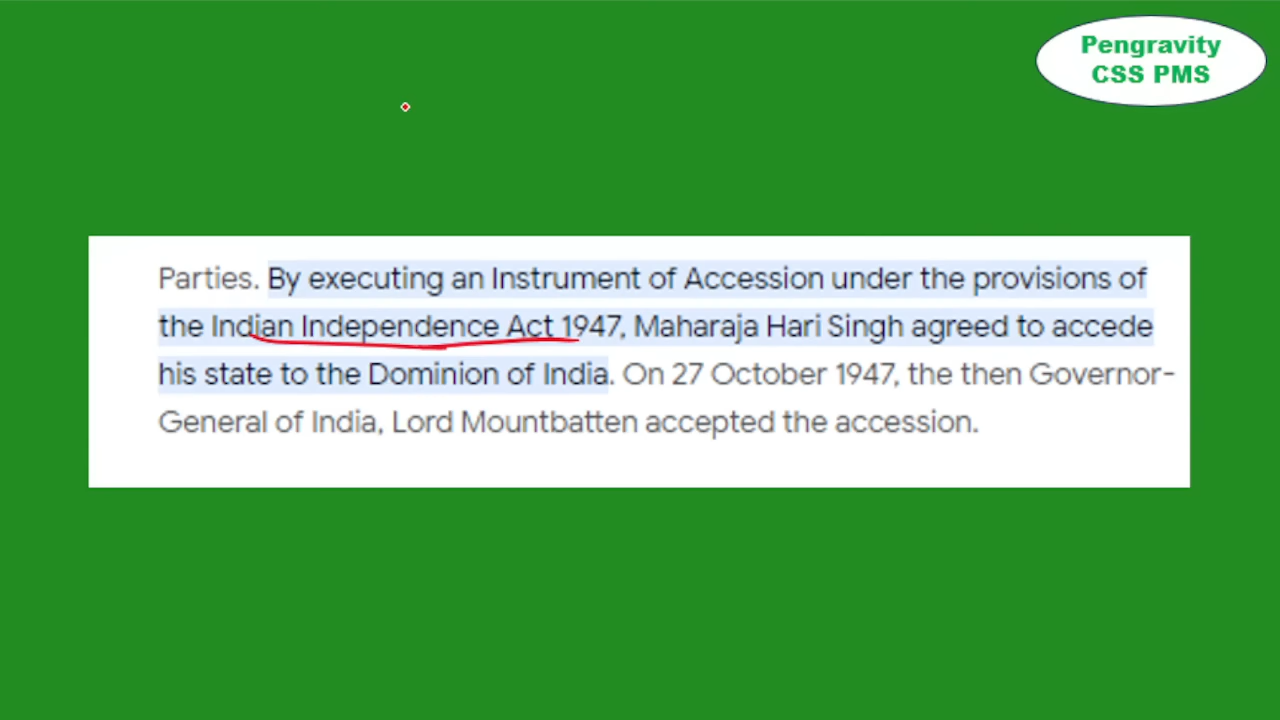 Pengravity
CSS PMS
Parties. By executing an Instrument of Accession under the provisions of
the Indian Independence Act 1947, Maharaja Hari Singh agreed to accede
his state to the Dominion of India. On 27 October 1947, the then Governor-
General of India, Lord Mountbatten accepted the accession.